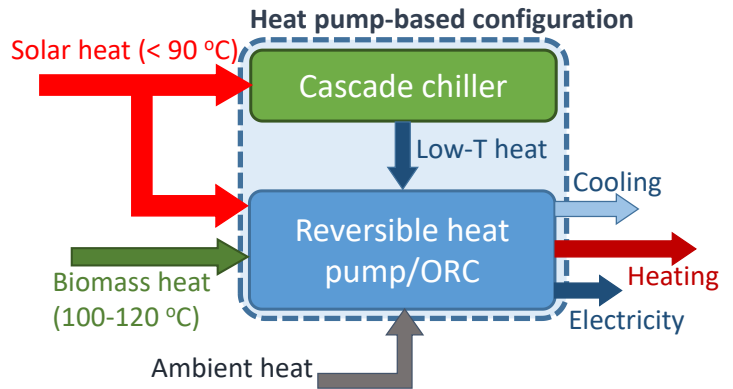 Heat pump-based configuration
Solar heat (< 90 °C)
Cascade chiller
Low-T heat
Cooling
Reversible heat
pump/ORC
Biomass heat
(100-120 °C)
Heating
Electricity
Ambient heat